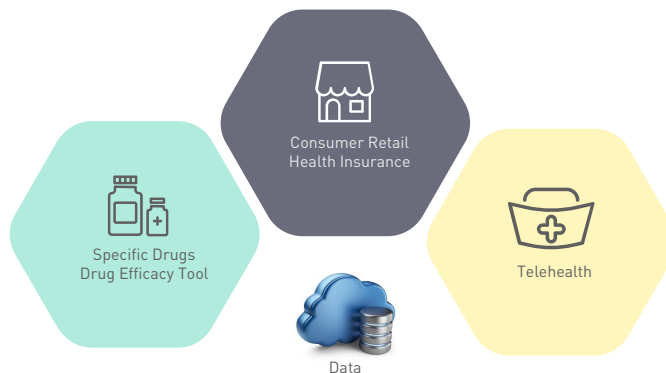 Consumer Retail
Health Insurance
Specific Drugs
Drug Efficacy Tool
Telehealth
Data